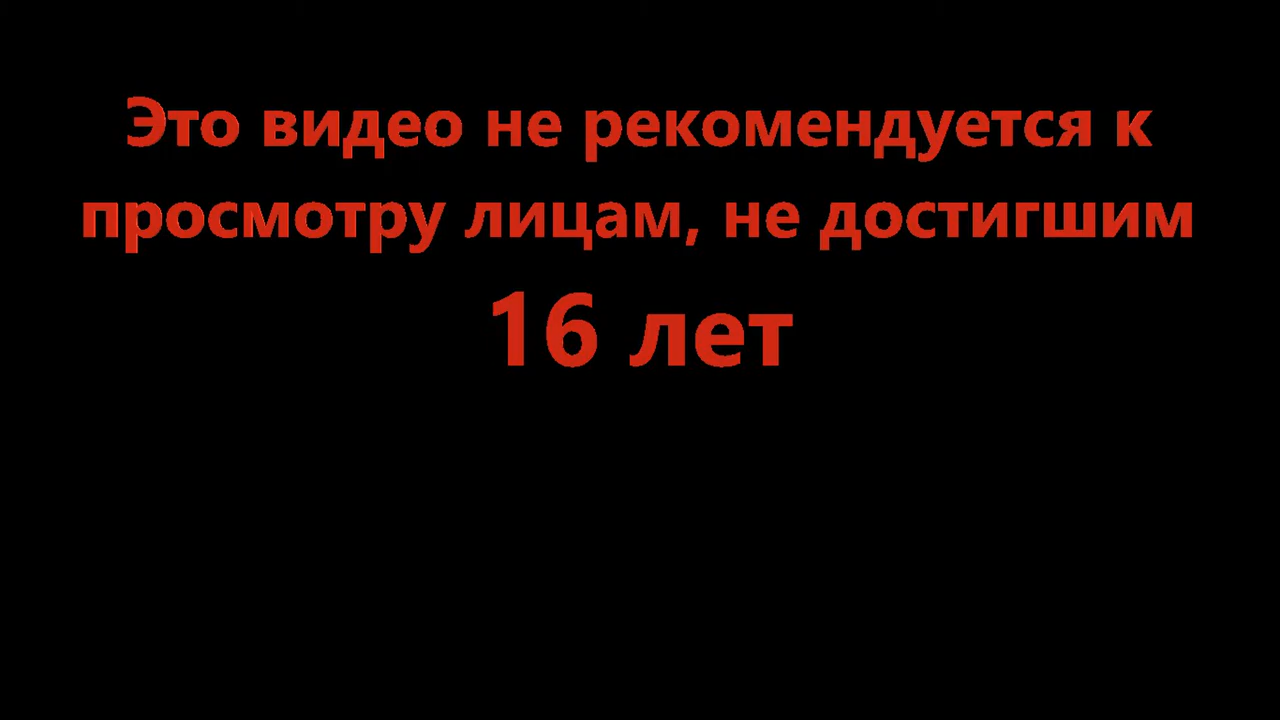 Это видео не рекомендуется к
просмотру лицам, не достигшим
16 лет